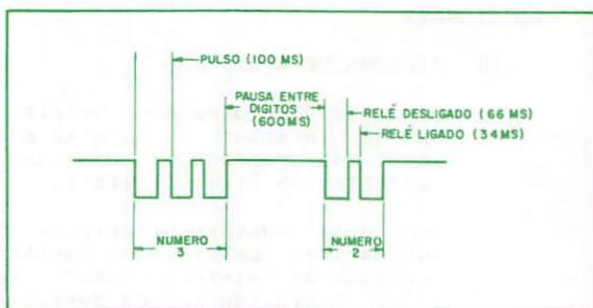 PULSO (100 MS)
PAUSA ENTRE
DIGITOS
(600MS)
RELÉ DESLIGADO (66 MS)
RELÉ LIGADO (34MS)
NUMERO
3
NUMERO
2